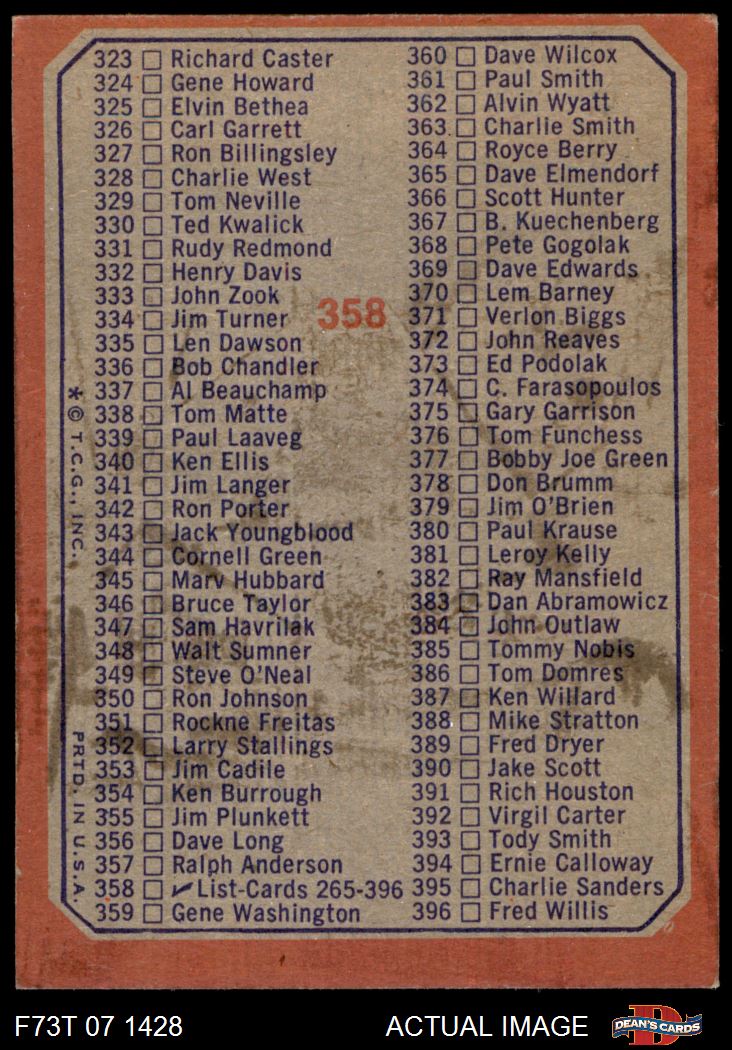 323 Richard Caster
324 Gene Howard
325 Elvin Bethea
326 Carl Garrett
327 Ron Billingsley
328 Charlie West
329 Tom Neville
330 Ted Kwalick
331 Rudy Redmond
332 Henry Davis
333 John Zook
334 Jim Turner
335 Len Dawson
336 Bob Chandler
337 Al Beauchamp
338 Tom Matte
339 Paul Laaveg
340 Ken Ellis
341 Jim Langer
342 Ron Porter
343 Jack Youngblood
344 Cornell Green
345 Marv Hubbard
346 Bruce Taylor
347 Sam Havrilak
348 Walt Sumner
349 Steve O'Neal
350 Ron Johnson
351 Rockne Freitas
352 Larry Stallings
353 Jim Cadile
354 Ken Burrough
355 Jim Plunkett
356 Dave Long
357 Ralph Anderson
358 ✓List-Cards 265-396
359 Gene Washington
358
360 Dave Wilcox
361 Paul Smith
362 Alvin Wyatt
363 Charlie Smith
364 Royce Berry
365 Dave Elmendorf
366 Scott Hunter
367 B. Kuechenberg
368 Pete Gogolak
369 Dave Edwards
370 Lem Barney
371 Verlon Biggs
372 John Reaves
373 Ed Podolak
374 C. Farasopoulos
375 Gary Garrison
376 Tom Funchess
377 Bobby Joe Green
378 Don Brumm
379 Jim O'Brien
380 Paul Krause
381 Leroy Kelly
382 Ray Mansfield
383 Dan Abramowicz
384 John Outlaw
385 Tommy Nobis
386 Tom Domres
387 Ken Willard
388 Mike Stratton
389 Fred Dryer
390 Jake Scott
391 Rich Houston
392 Virgil Carter
393 Tody Smith
394 Ernie Calloway
395 Charlie Sanders
396 Fred Willis
* © T.C.G., INC. PRTD. IN U.S.A.
F73T 07 1428 ACTUAL IMAGE
D DEAN'S CARDS